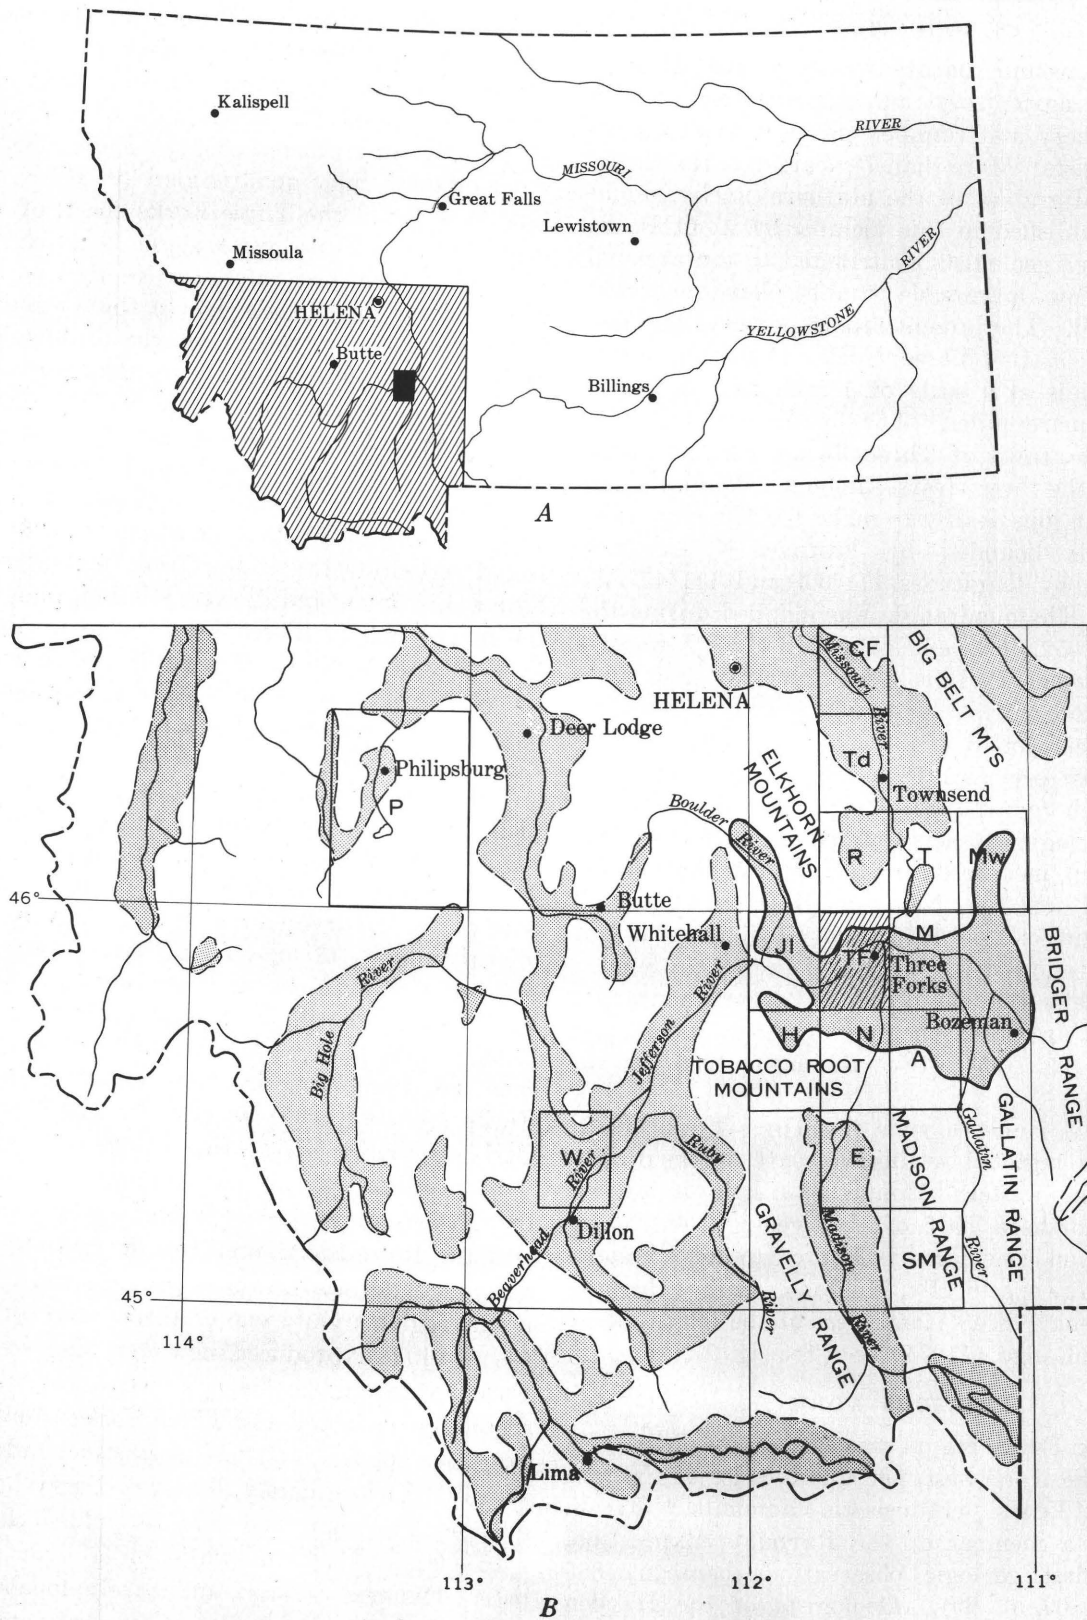 Kalispell
RIVER
MISSOURI
Great Falls
Lewistown
RIVER
Missoula
HELENA
YELLOWSTONE
Butte
Billings
A
CF
BIG BELT MTS
Missouri
River
HELENA
Deer Lodge
ELKHORN
MOUNTAINS
Td
Philipsburg
Townsend
P
Boulder
River
R
T
Mw
46°
Butte
Whitehall
M
BRIDGER
RANGE
JI
TF
Three
Forks
River
River
Bozeman
H
N
A
Big Hole
Jefferson
TOBACCO ROOT
MOUNTAINS
Gallatin
River
GALLATIN RANGE
MADISON
RANGE
W
River
Ruby
River
E
Madison
River
Dillon
GRAVELLY
RANGE
SM
Beaverhead
45°
114°
Lima
113°
112°
111°
B